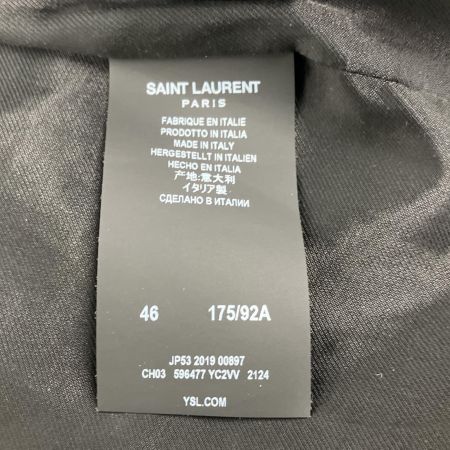 SAINT LAURENT
PARIS
FABRIQUE EN ITALIE
PRODOTTO IN ITALIA
MADE IN ITALY
HERGESTELLT IN ITALIEN
HECHO EN ITALIA
产地:意大利
イタリア製
СДЕЛАНО В ИТАЛИИ
46 175/92A
JP53 2019 00897
CH03 596477 YC2VV 2124
YSL.COM